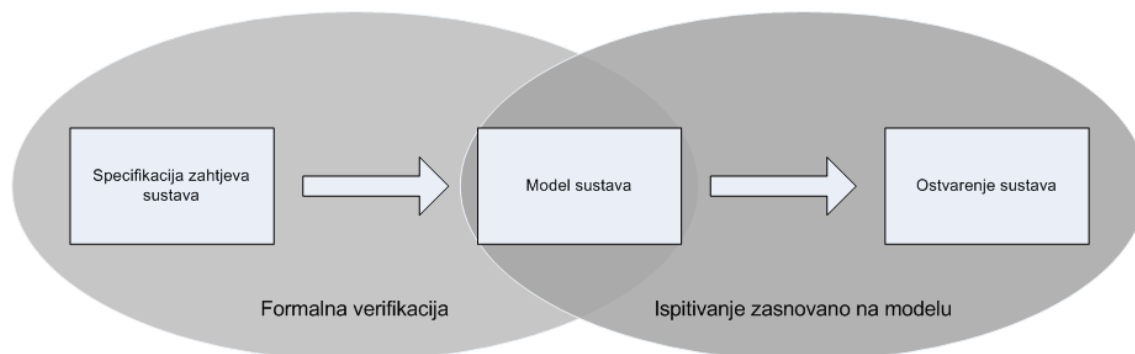 Specifikacija zahtjeva
sustava
Model sustava
Ostvarenje sustava
Formalna verifikacija
Ispitivanje zasnovano na modelu